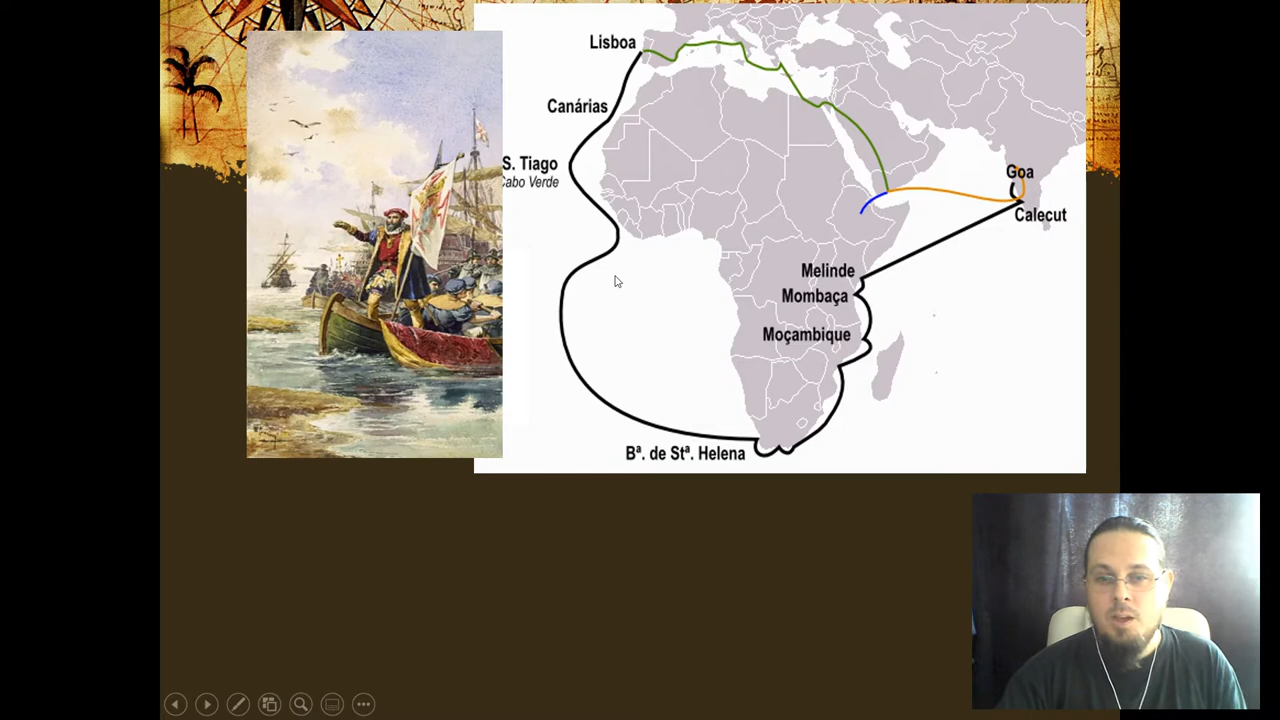 Lisboa
Canárias
S. Tiago
Cabo Verde
Goa
Calecut
Melinde
Mombaça
Moçambique
Bª. de Stª. Helena